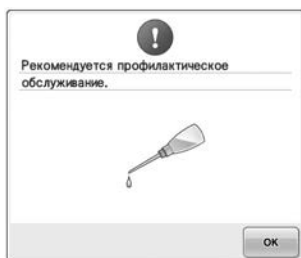 Рекомендуется профилактическое
обслуживание.
OK